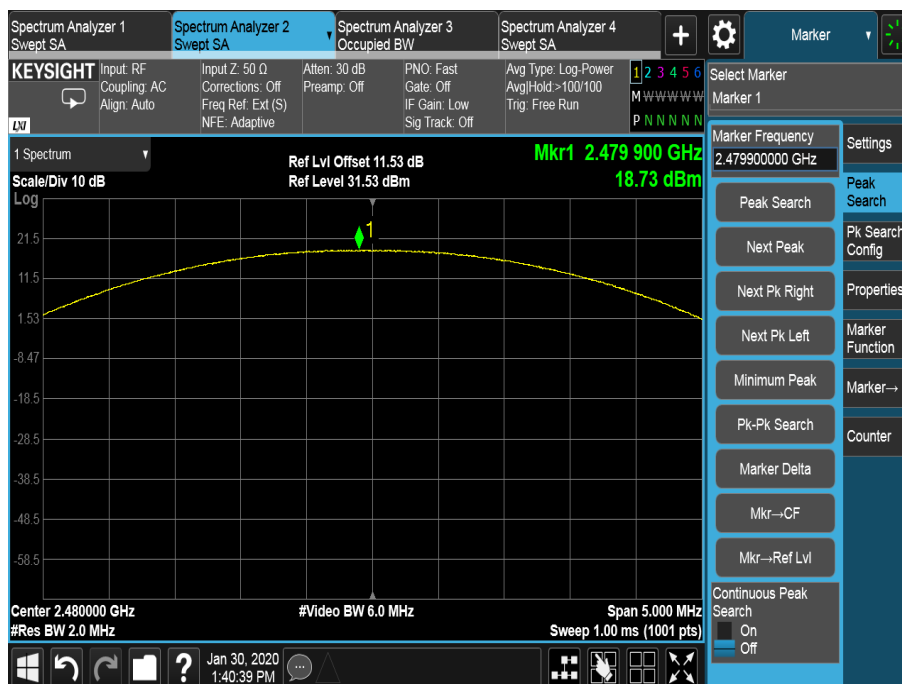 Spectrum Analyzer 1
Swept SA
Spectrum Analyzer 2
Swept SA
Spectrum Analyzer 3
Occupied BW
Spectrum Analyzer 4
Swept SA
+
Marker
KEYSIGHT
LXI
Input: RF
Coupling: AC
Align: Auto
Input Z: 50 Ω
Corrections: Off
Freq Ref: Ext (S)
NFE: Adaptive
Atten: 30 dB
Preamp: Off
PNO: Fast
Gate: Off
IF Gain: Low
Sig Track: Off
Avg Type: Log-Power
Avg|Hold:>100/100
Trig: Free Run
1 2 3 4 5 6
M W W W W W
P N N N N N
Select Marker
Marker 1
1 Spectrum
Scale/Div 10 dB
Log
Ref Lvl Offset 11.53 dB
Ref Level 31.53 dBm
Mkr1 2.479 900 GHz
18.73 dBm
1
21.5
11.5
1.53
-8.47
-18.5
-28.5
-38.5
-48.5
-58.5
Center 2.480000 GHz
#Res BW 2.0 MHz
#Video BW 6.0 MHz
Span 5.000 MHz
Sweep 1.00 ms (1001 pts)
Marker Frequency
2.479900000 GHz
Peak Search
Next Peak
Next Pk Right
Next Pk Left
Minimum Peak
Pk-Pk Search
Marker Delta
Mkr→CF
Mkr→Ref Lvl
Continuous Peak
Search
On
Off
Settings
Peak
Search
Pk Search
Config
Properties
Marker
Function
Marker→
Counter
?
Jan 30, 2020
1:40:39 PM